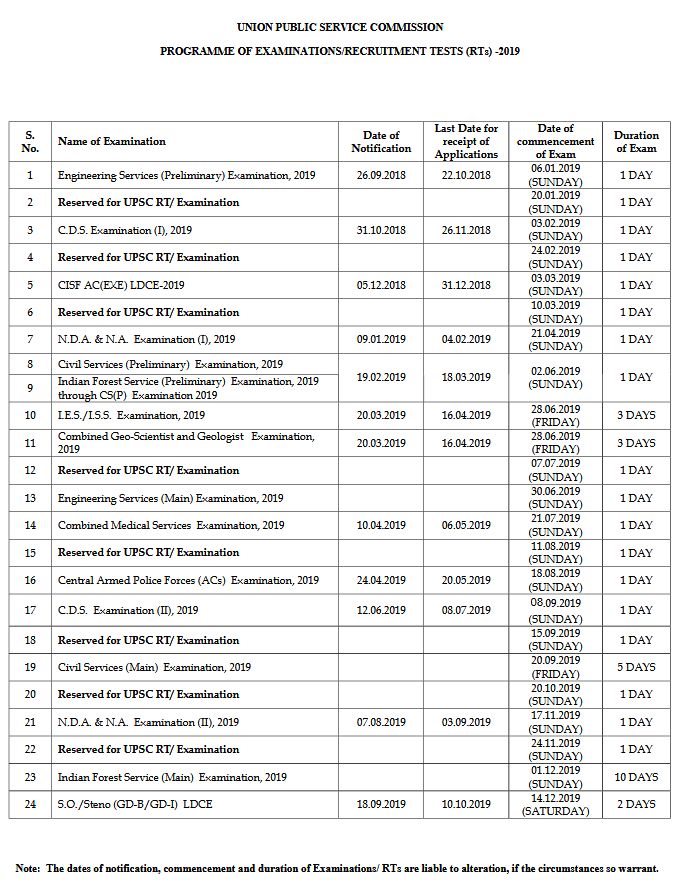 UNION PUBLIC SERVICE COMMISSION
PROGRAMME OF EXAMINATIONS/RECRUITMENT TESTS (RTs) -2019
S. No. Name of Examination Date of Notification Last Date for receipt of Applications Date of commencement of Exam Duration of Exam
1 Engineering Services (Preliminary) Examination, 2019 26.09.2018 22.10.2018 06.01.2019 (SUNDAY) 1 DAY
2 Reserved for UPSC RT/ Examination 20.01.2019 (SUNDAY) 1 DAY
3 C.D.S. Examination (I), 2019 31.10.2018 26.11.2018 03.02.2019 (SUNDAY) 1 DAY
4 Reserved for UPSC RT/ Examination 24.02.2019 (SUNDAY) 1 DAY
5 CISF AC(EXE) LDCE-2019 05.12.2018 31.12.2018 03.03.2019 (SUNDAY) 1 DAY
6 Reserved for UPSC RT/ Examination 10.03.2019 (SUNDAY) 1 DAY
7 N.D.A. & N.A. Examination (I), 2019 09.01.2019 04.02.2019 21.04.2019 (SUNDAY) 1 DAY
8 Civil Services (Preliminary) Examination, 2019 19.02.2019 18.03.2019 02.06.2019 (SUNDAY) 1 DAY
9 Indian Forest Service (Preliminary) Examination, 2019 through CS(P) Examination 2019
10 I.E.S./I.S.S. Examination, 2019 20.03.2019 16.04.2019 28.06.2019 (FRIDAY) 3 DAYS
11 Combined Geo-Scientist and Geologist Examination, 2019 20.03.2019 16.04.2019 28.06.2019 (FRIDAY) 3 DAYS
12 Reserved for UPSC RT/ Examination 07.07.2019 (SUNDAY) 1 DAY
13 Engineering Services (Main) Examination, 2019 30.06.2019 (SUNDAY) 1 DAY
14 Combined Medical Services Examination, 2019 10.04.2019 06.05.2019 21.07.2019 (SUNDAY) 1 DAY
15 Reserved for UPSC RT/ Examination 11.08.2019 (SUNDAY) 1 DAY
16 Central Armed Police Forces (ACs) Examination, 2019 24.04.2019 20.05.2019 18.08.2019 (SUNDAY) 1 DAY
17 C.D.S. Examination (II), 2019 12.06.2019 08.07.2019 08.09.2019 (SUNDAY) 1 DAY
18 Reserved for UPSC RT/ Examination 15.09.2019 (SUNDAY) 1 DAY
19 Civil Services (Main) Examination, 2019 20.09.2019 (FRIDAY) 5 DAYS
20 Reserved for UPSC RT/ Examination 20.10.2019 (SUNDAY) 1 DAY
21 N.D.A. & N.A. Examination (II), 2019 07.08.2019 03.09.2019 17.11.2019 (SUNDAY) 1 DAY
22 Reserved for UPSC RT/ Examination 24.11.2019 (SUNDAY) 1 DAY
23 Indian Forest Service (Main) Examination, 2019 01.12.2019 (SUNDAY) 10 DAYS
24 S.O./Steno (GD-B/GD-I) LDCE 18.09.2019 10.10.2019 14.12.2019 (SATURDAY) 2 DAYS
Note: The dates of notification, commencement and duration of Examinations/ RTs are liable to alteration, if the circumstances so warrant.